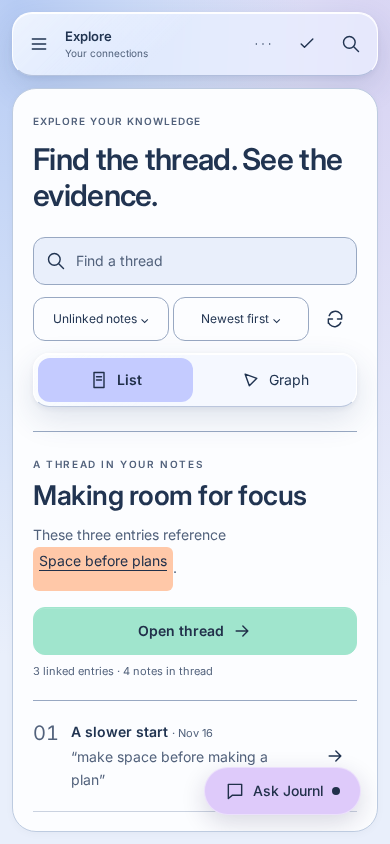 Explore
Your connections
...
EXPLORE YOUR KNOWLEDGE
Find the thread. See the
evidence.
Find a thread
Unlinked notes
Newest first
List
Graph
A THREAD IN YOUR NOTES
Making room for focus
These three entries reference
Space before plans.
Open thread →
3 linked entries · 4 notes in thread
01 A slower start · Nov 16
“make space before making a →
plan”
Ask Journl